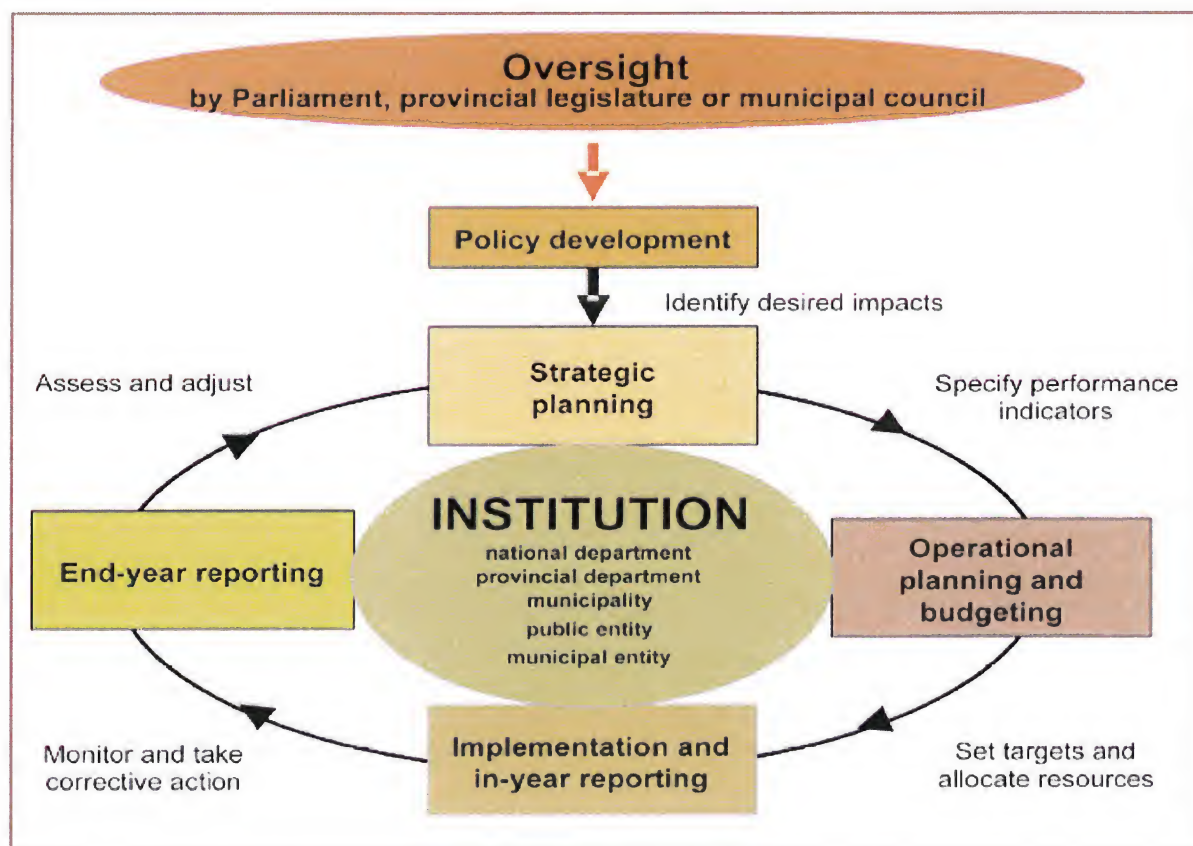 Oversight
by Parliament, provincial legislature or municipal council
Policy development
Identify desired impacts
Strategic
planning
Assess and adjust
Specify performance
indicators
INSTITUTION
national department
provincial department
municipality
public entity
municipal entity
End-year reporting
Operational
planning and
budgeting
Implementation and
in-year reporting
Monitor and take
corrective action
Set targets and
allocate resources